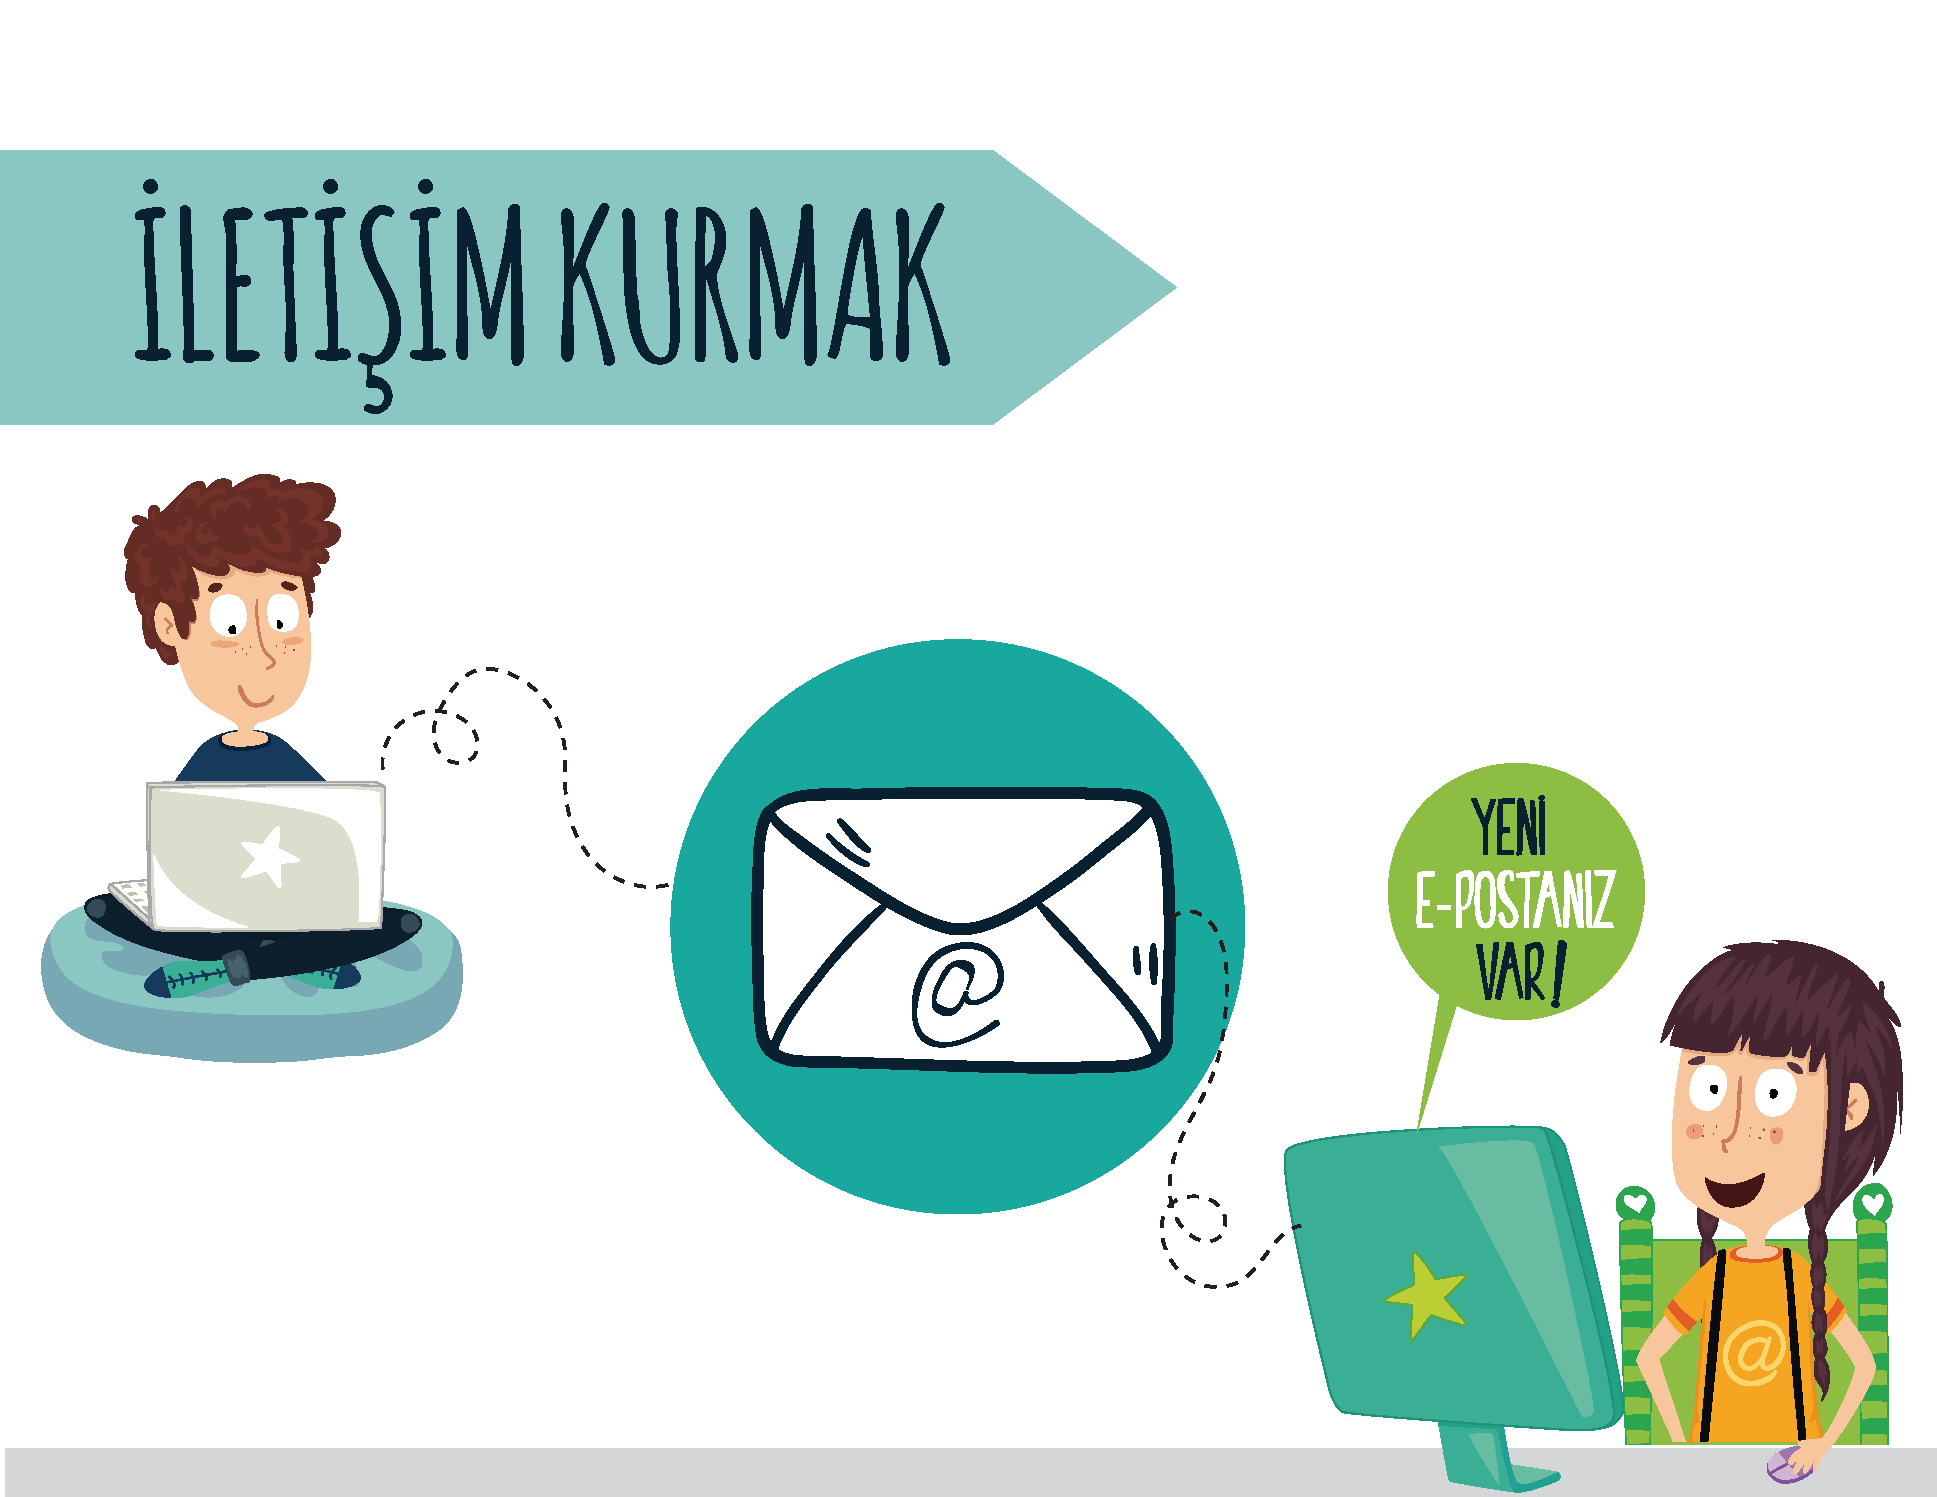 İLETİŞİM KURMAK
@
YENİ
E-POSTANIZ
VAR!
@